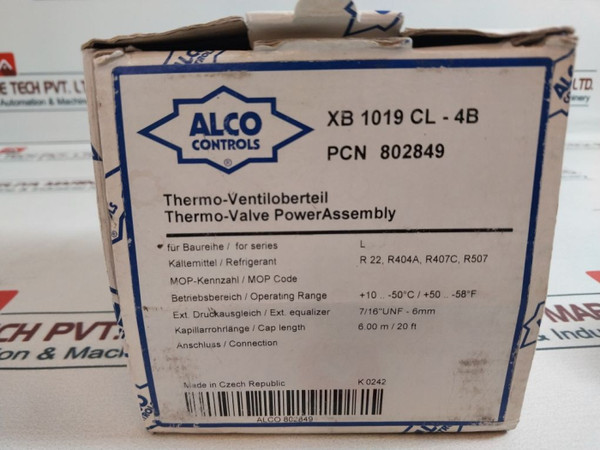 ALCO
CONTROLS
®
XB 1019 CL - 4B
PCN 802849
Thermo-Ventiloberteil
Thermo-Valve PowerAssembly
für Baureihe / for series L
Kältemittel / Refrigerant R 22, R404A, R407C, R507
MOP-Kennzahl / MOP Code
Betriebsbereich / Operating Range +10 .. -50°C / +50 .. -58°F
Ext. Druckausgleich / Ext. equalizer 7/16"UNF - 6mm
Kapillarrohrlänge / Cap length 6.00 m / 20 ft
Anschluss / Connection
Made in Czech Republic K 0242
ALCO 802849